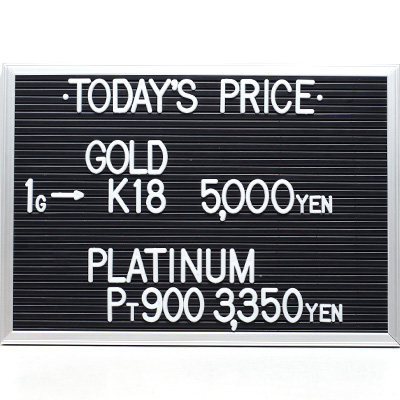 ·TODAY'S PRICE·
GOLD
1G→ K18 5,000YEN
PLATINUM
PT900 3,350YEN